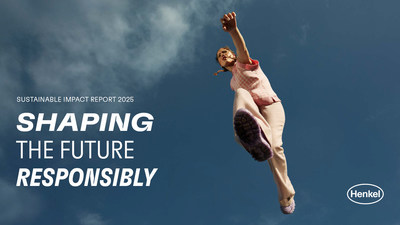 SUSTAINABLE IMPACT REPORT 2025
SHAPING
THE FUTURE
RESPONSIBLY
Henkel